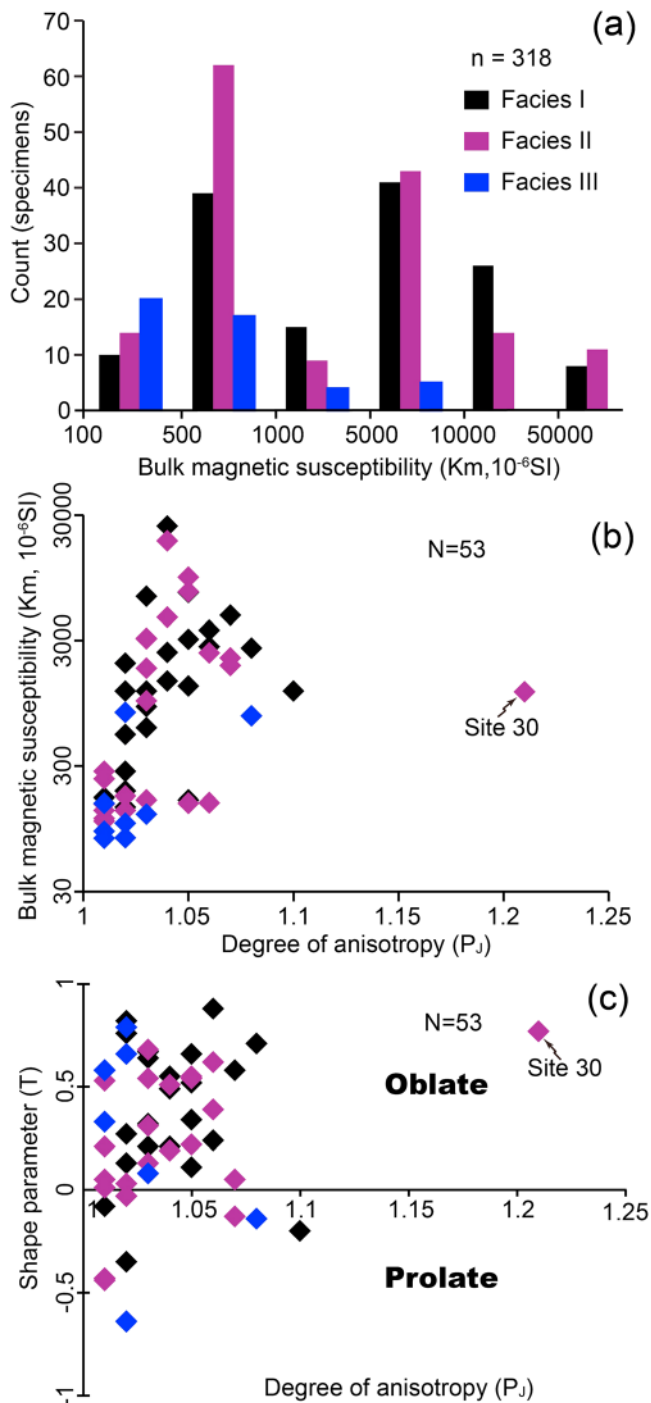 (a)
n = 318
Facies I
Facies II
Facies III
Count (specimens)
70
60
50
40
30
20
10
0
100 500 1000 5000 10000 50000
Bulk magnetic susceptibility (Km,10⁻⁶SI)
(b)
N=53
Bulk magnetic susceptibility (Km, 10⁻⁶SI)
30000
3000
300
30
Site 30
1 1.05 1.1 1.15 1.2 1.25
Degree of anisotropy (PJ)
(c)
N=53
Site 30
Oblate
Shape parameter (T)
1
0.5
0
-0.5
-1
1 1.05 1.1 1.15 1.2 1.25
Prolate
Degree of anisotropy (PJ)